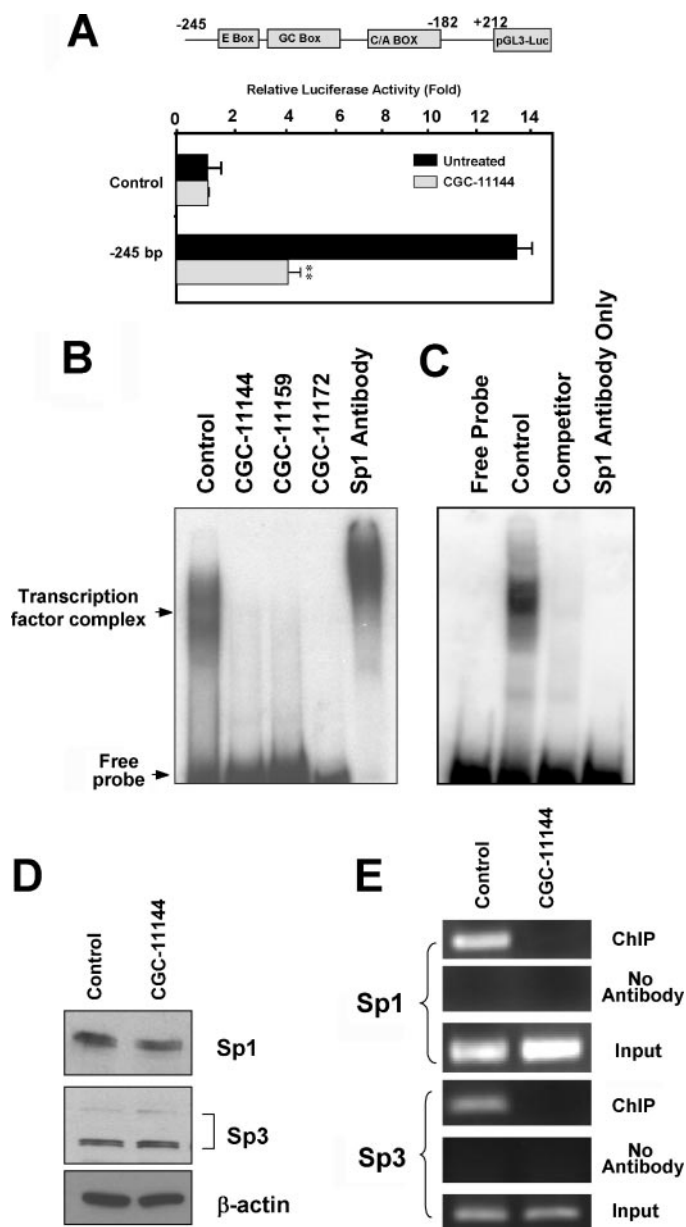 A
-245
-182
+212
E Box
GC Box
C/A BOX
pGL3-Luc
Relative Luciferase Activity (Fold)
0 2 4 6 8 10 12 14
Untreated
CGC-11144
Control
-245 bp
**
B
Control
CGC-11144
CGC-11159
CGC-11172
Sp1 Antibody
Transcription
factor complex
Free
probe
C
Free Probe
Control
Competitor
Sp1 Antibody Only
D
Control
CGC-11144
Sp1
Sp3
β-actin
E
Control
CGC-11144
Sp1
ChIP
No
Antibody
Input
Sp3
ChIP
No
Antibody
Input